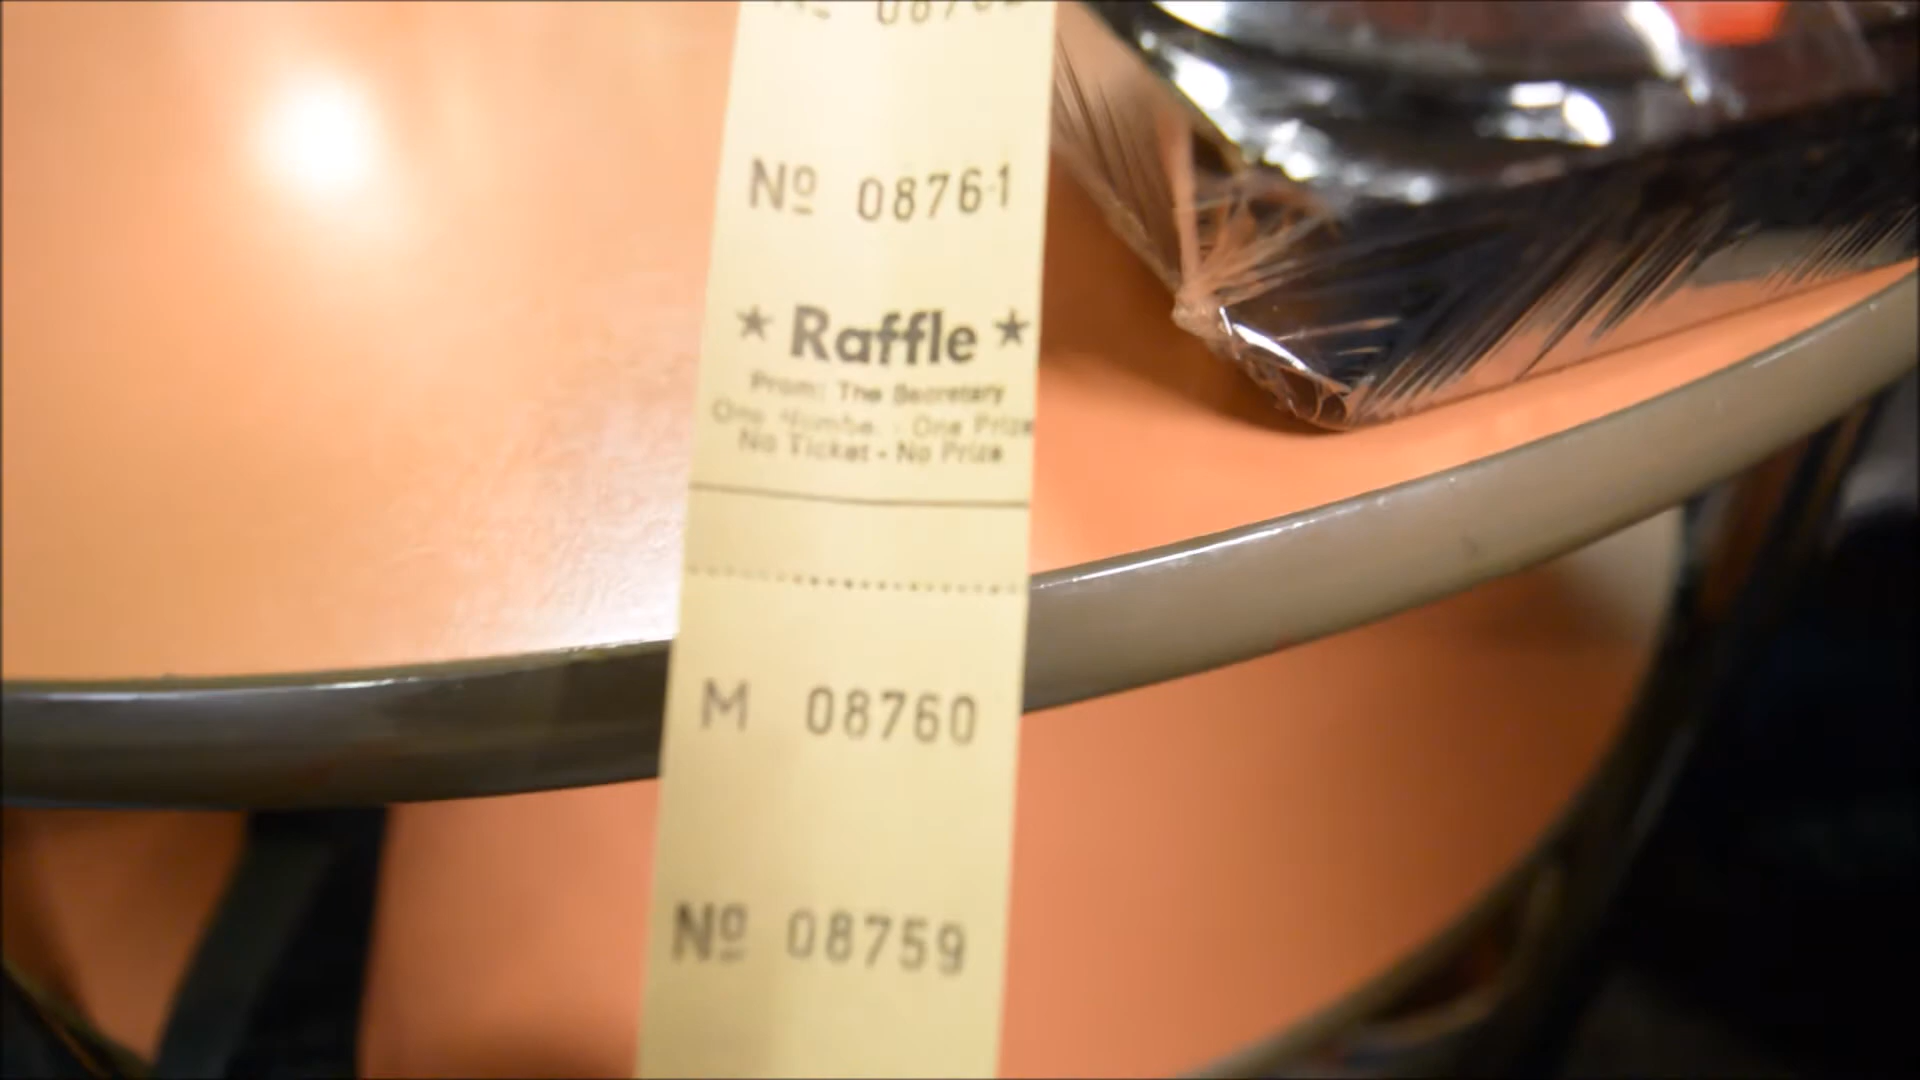 Nº 08761
★ Raffle ★
From: The Secretary
One Number - One Prize
No Ticket - No Prize
M 08760
Nº 08759